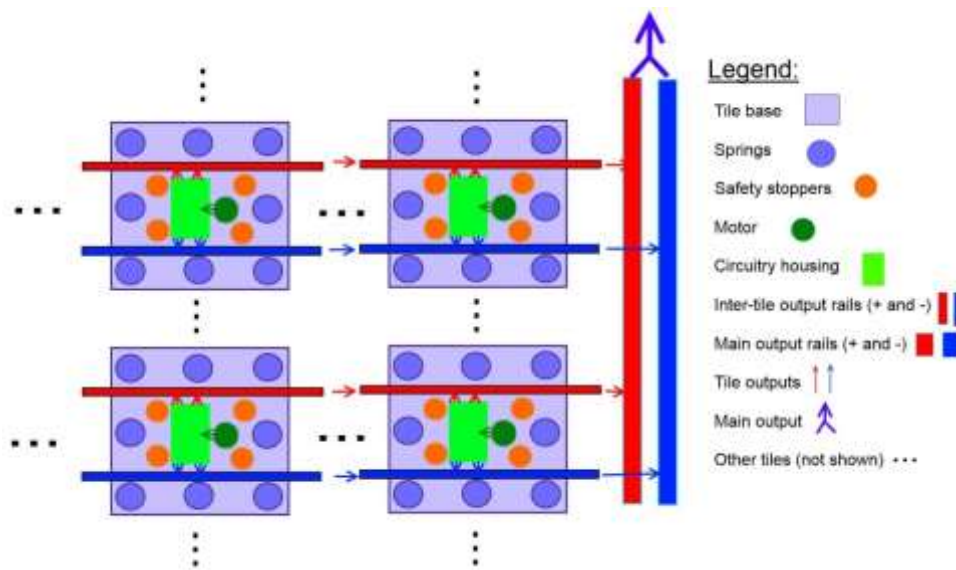 Legend:
Tile base
Springs
Safety stoppers
Motor
Circuitry housing
Inter-tile output rails (+ and -)
Main output rails (+ and -)
Tile outputs
Main output
Other tiles (not shown)